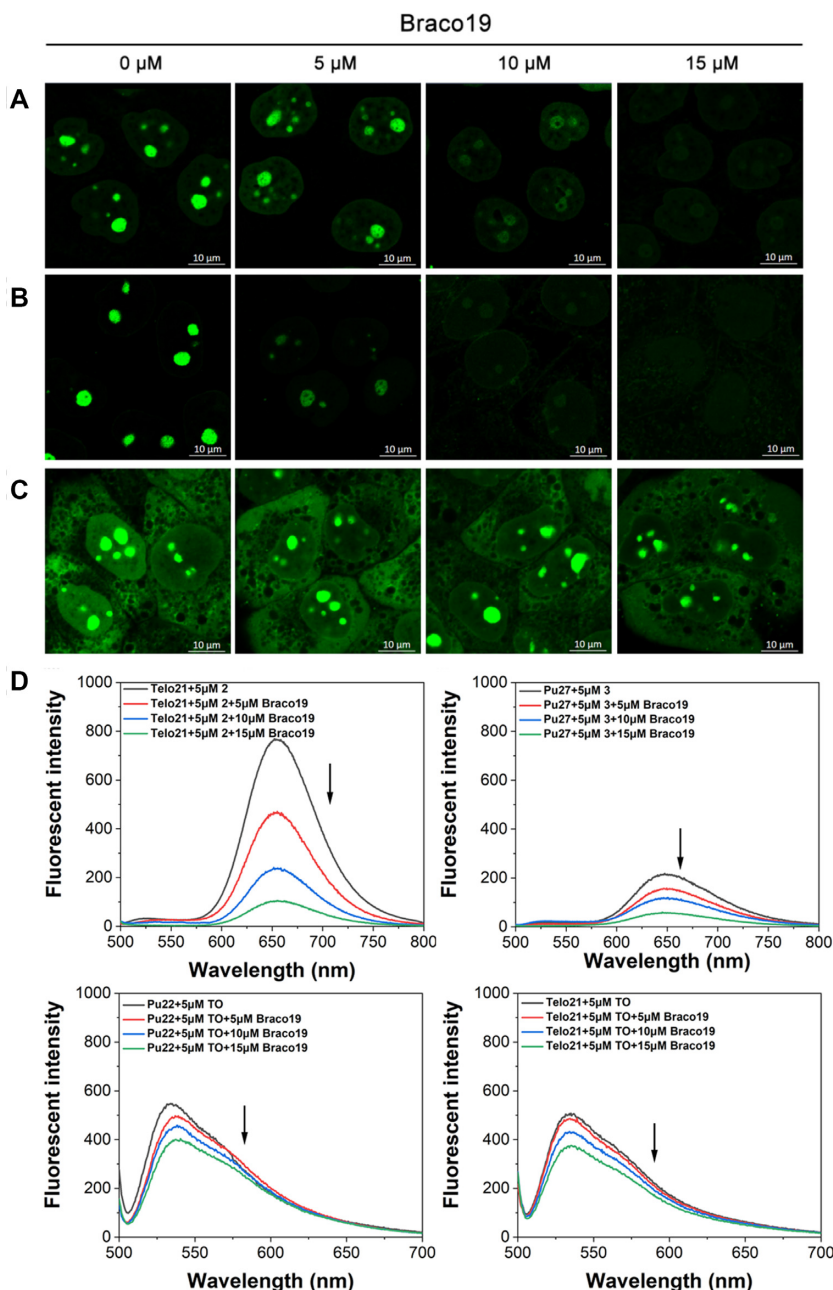 Braco19
0 µM 5 µM 10 µM 15 µM
A
10 µm 10 µm 10 µm 10 µm
B
10 µm 10 µm 10 µm 10 µm
C
10 µm 10 µm 10 µm 10 µm
D
1000
800
600
400
200
0
Fluorescent intensity
Telo21+5µM 2
Telo21+5µM 2+5µM Braco19
Telo21+5µM 2+10µM Braco19
Telo21+5µM 2+15µM Braco19
500 550 600 650 700 750 800
Wavelength (nm)
1000
800
600
400
200
0
Fluorescent intensity
Pu27+5µM 3
Pu27+5µM 3+5µM Braco19
Pu27+5µM 3+10µM Braco19
Pu27+5µM 3+15µM Braco19
500 550 600 650 700 750 800
Wavelength (nm)
1000
800
600
400
200
0
Fluorescent intensity
Pu22+5µM TO
Pu22+5µM TO+5µM Braco19
Pu22+5µM TO+10µM Braco19
Pu22+5µM TO+15µM Braco19
500 550 600 650 700
Wavelength (nm)
1000
800
600
400
200
0
Fluorescent intensity
Telo21+5µM TO
Telo21+5µM TO+5µM Braco19
Telo21+5µM TO+10µM Braco19
Telo21+5µM TO+15µM Braco19
500 550 600 650 700
Wavelength (nm)